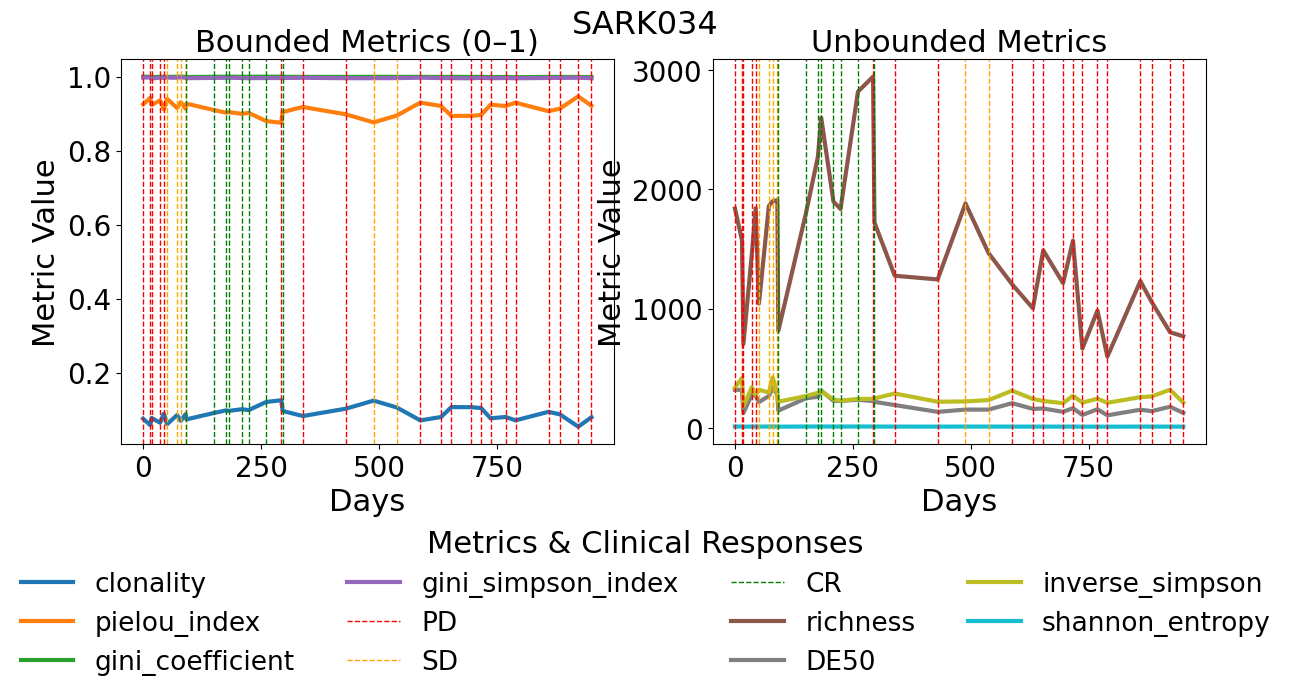 SARK034
Bounded Metrics (0–1)
Metric Value
1.0
0.8
0.6
0.4
0.2
0
250
500
750
Days
Unbounded Metrics
Metric Value
3000
2000
1000
0
0
250
500
750
Days
Metrics & Clinical Responses
clonality
pielou_index
gini_coefficient
gini_simpson_index
PD
SD
CR
richness
DE50
inverse_simpson
shannon_entropy